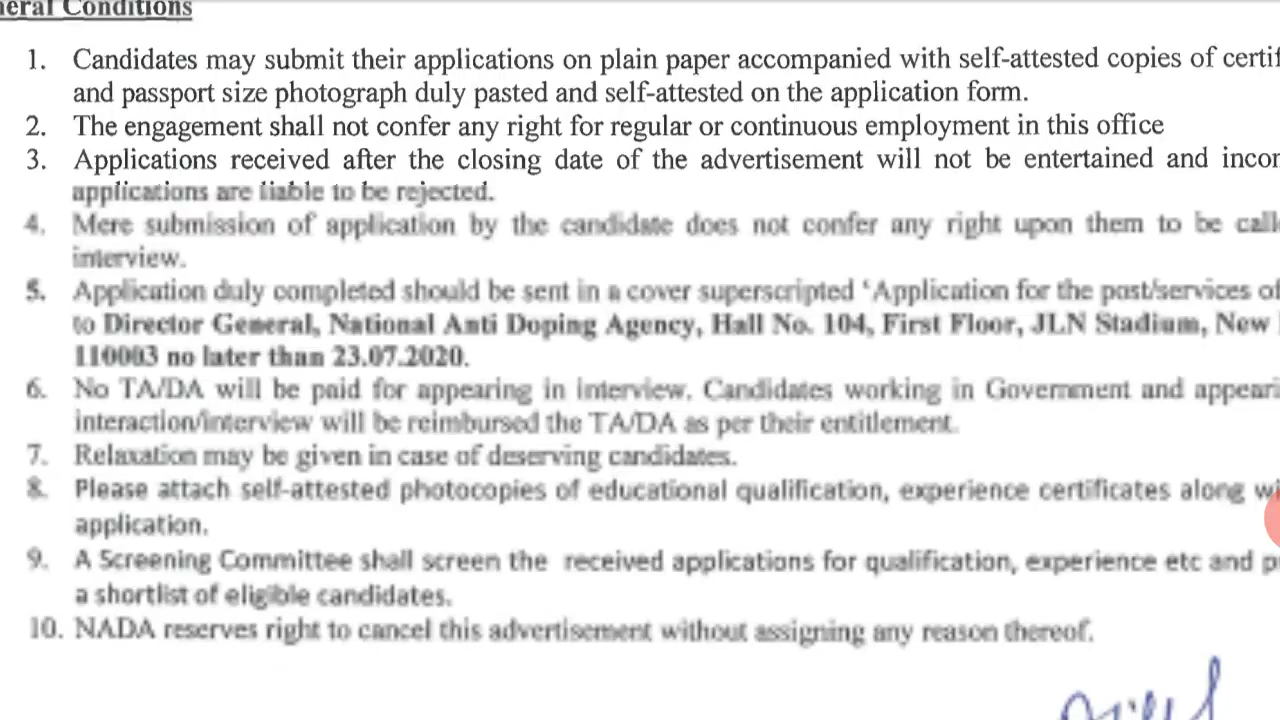 neral Conditions
1. Candidates may submit their applications on plain paper accompanied with self-attested copies of certif
and passport size photograph duly pasted and self-attested on the application form.
2. The engagement shall not confer any right for regular or continuous employment in this office
3. Applications received after the closing date of the advertisement will not be entertained and incor
applications are liable to be rejected.
4. Mere submission of application by the candidate does not confer any right upon them to be calle
interview.
5. Application duly completed should be sent in a cover superscripted 'Application for the past/services of
to Director General, National Anti Doping Agency, Hall No. 104, First Floor, JLN Stadium, New
110003 no later than 23.07.2020.
6. No TA/DA will be paid for appearing in interview. Candidates working in Government and appeari
interaction/interview will be reimbursed the TA/DA as per their entitlement.
7. Relaxation may be given in case of deserving candidates.
8. Please attach self-attested photocopies of educational qualification, experience certificates along wi
application.
9. A Screening Committee shall screen the received applications for qualification, experience etc and p
a shortlist of eligible candidates.
10. NADA reserves right to cancel this advertisement without assigning any reason thereof.